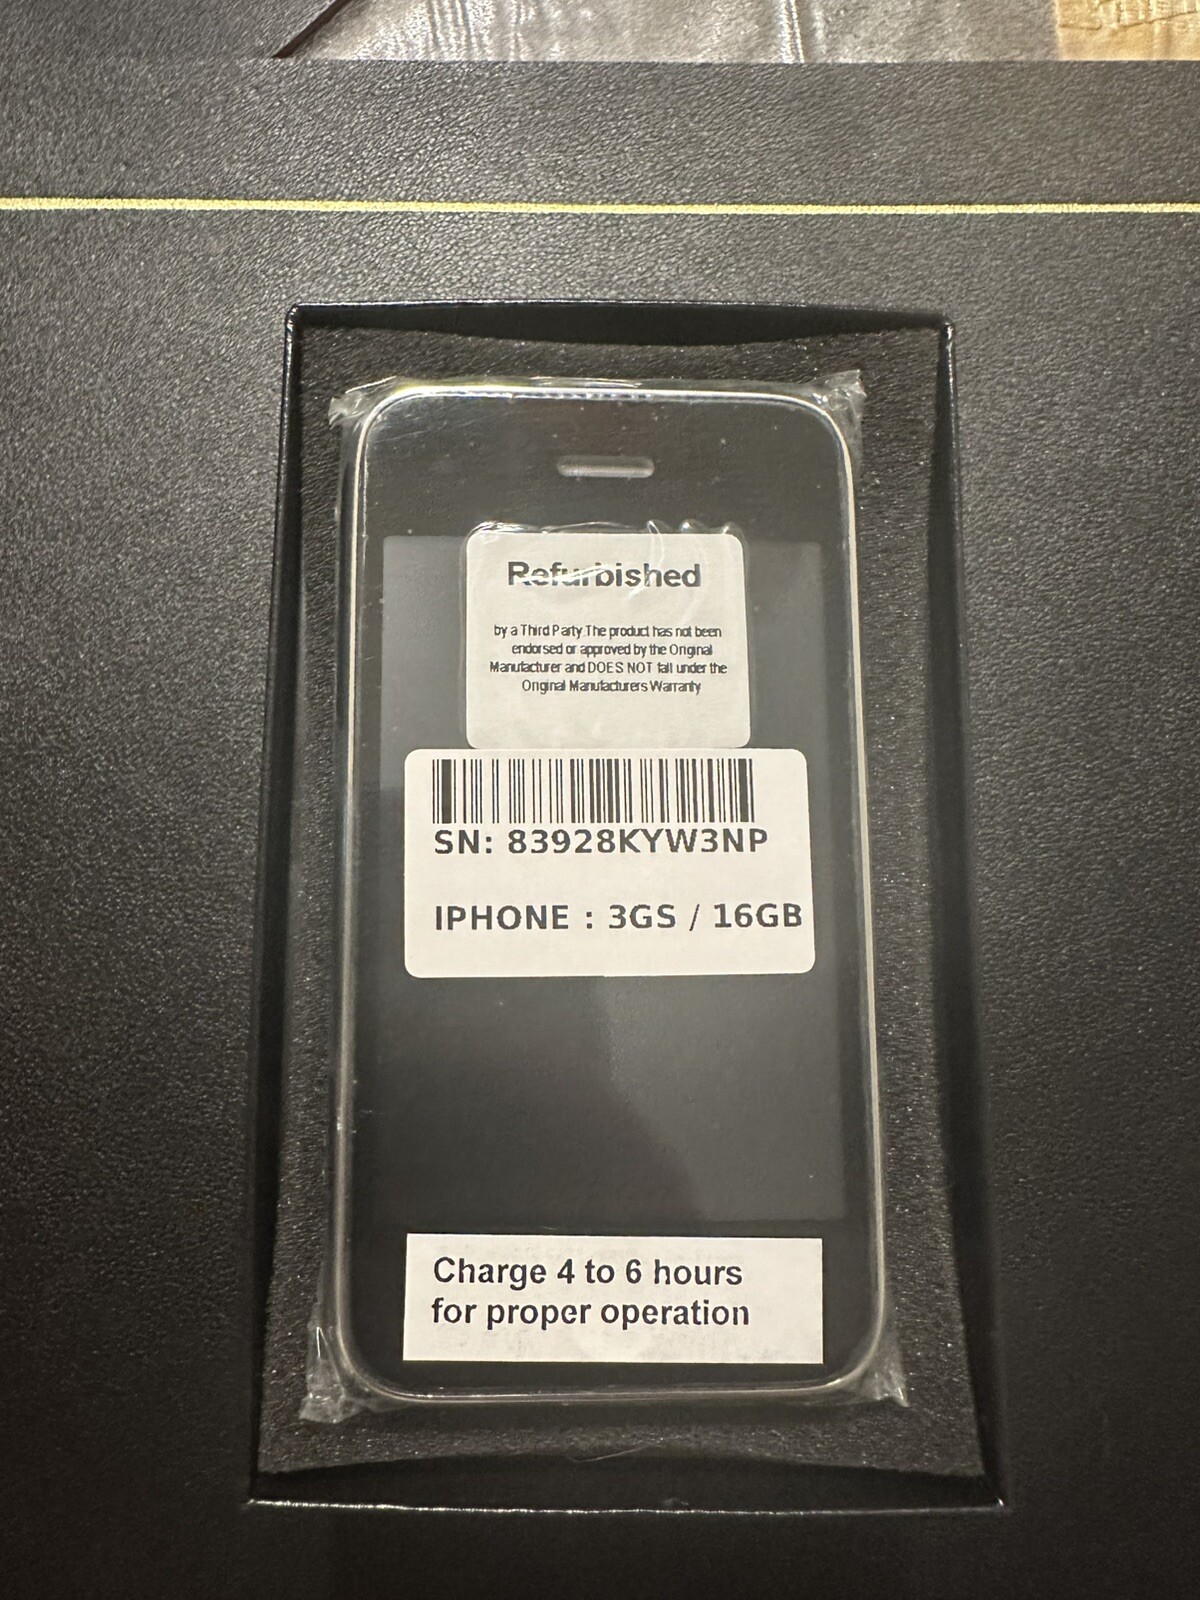 Refurbished
by a Third Party.The product has not been
endorsed or approved by the Original
Manufacturer and DOES NOT fall under the
Original Manufacturers Warranty
SN: 83928KYW3NP
IPHONE : 3GS / 16GB
Charge 4 to 6 hours
for proper operation